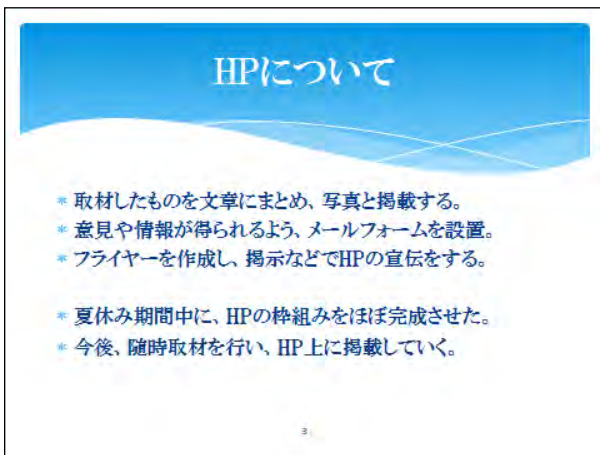 HPについて
* 取材したものを文章にまとめ、写真と掲載する。
* 意見や情報が得られるよう、メールフォームを設置。
* フライヤーを作成し、掲示などでHPの宣伝をする。
* 夏休み期間中に、HPの枠組みをほぼ完成させた。
* 今後、随時取材を行い、HP上に掲載していく。
3